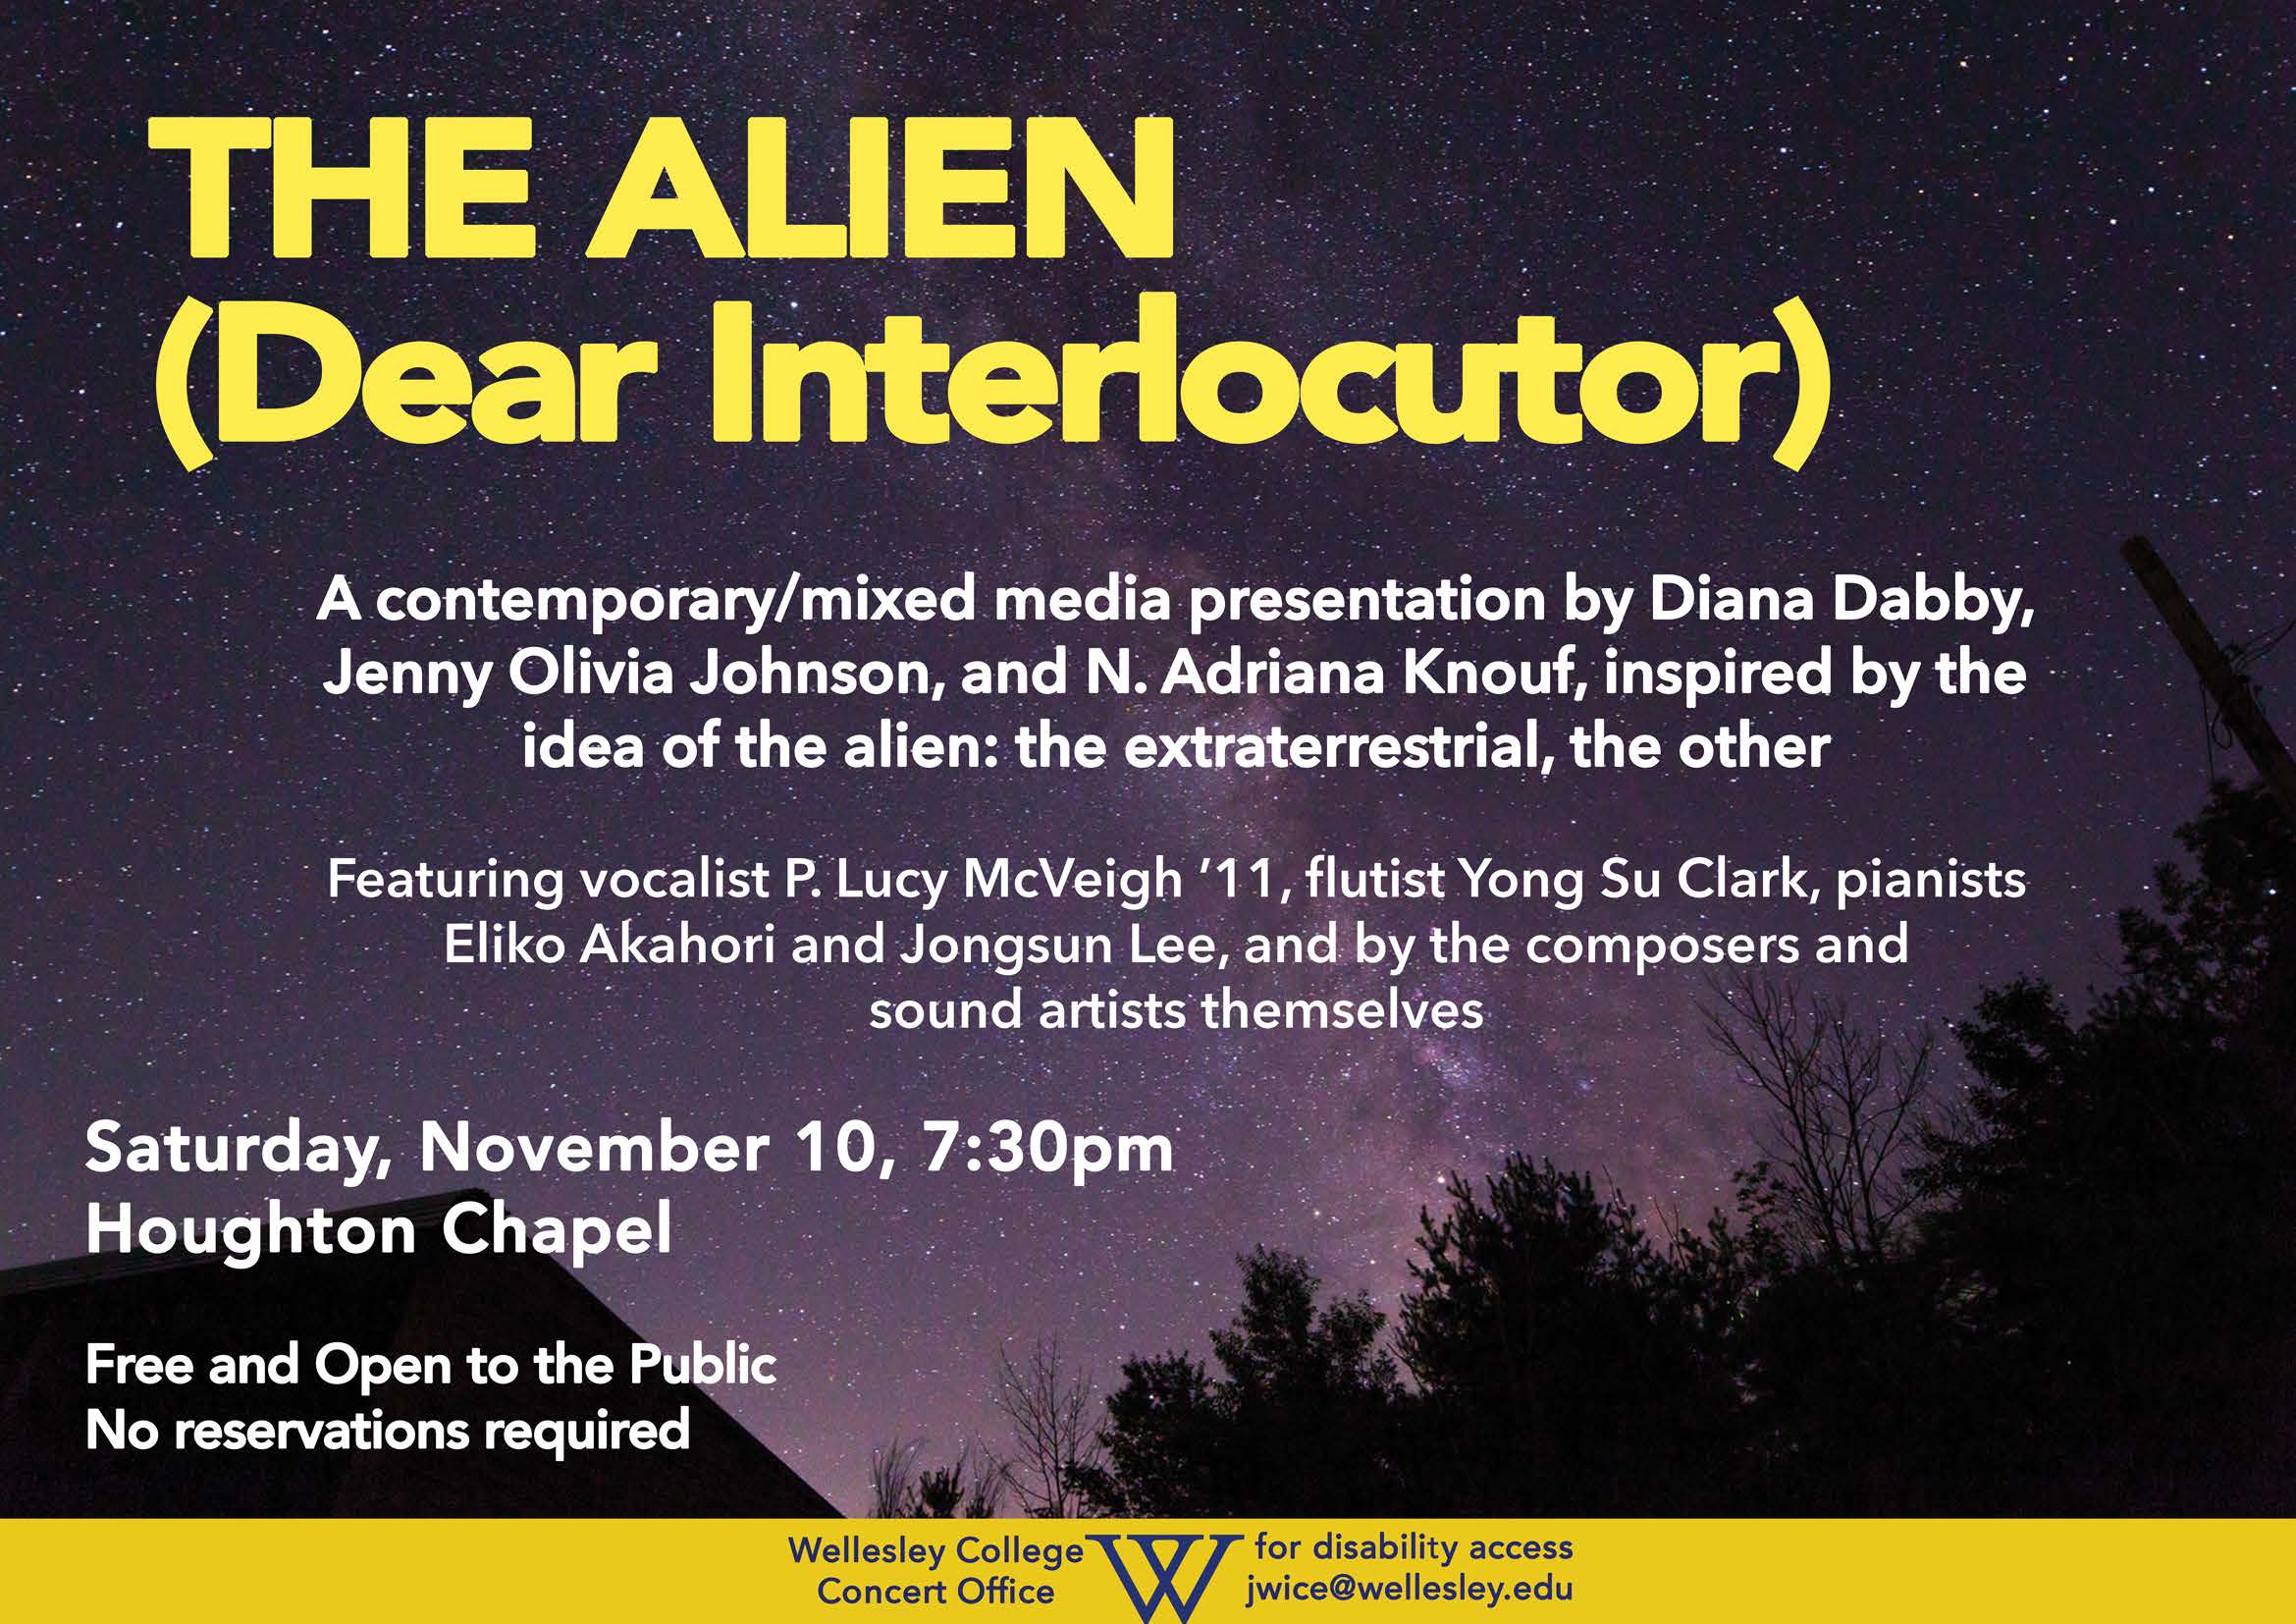 THE ALIEN
(Dear Interlocutor)
A contemporary/mixed media presentation by Diana Dabby,
Jenny Olivia Johnson, and N. Adriana Knouf, inspired by the
idea of the alien: the extraterrestrial, the other
Featuring vocalist P. Lucy McVeigh ’11, flutist Yong Su Clark, pianists
Eliko Akahori and Jongsun Lee, and by the composers and
sound artists themselves
Saturday, November 10, 7:30pm
Houghton Chapel
Free and Open to the Public
No reservations required
Wellesley College
Concert Office
W
for disability access
jwice@wellesley.edu